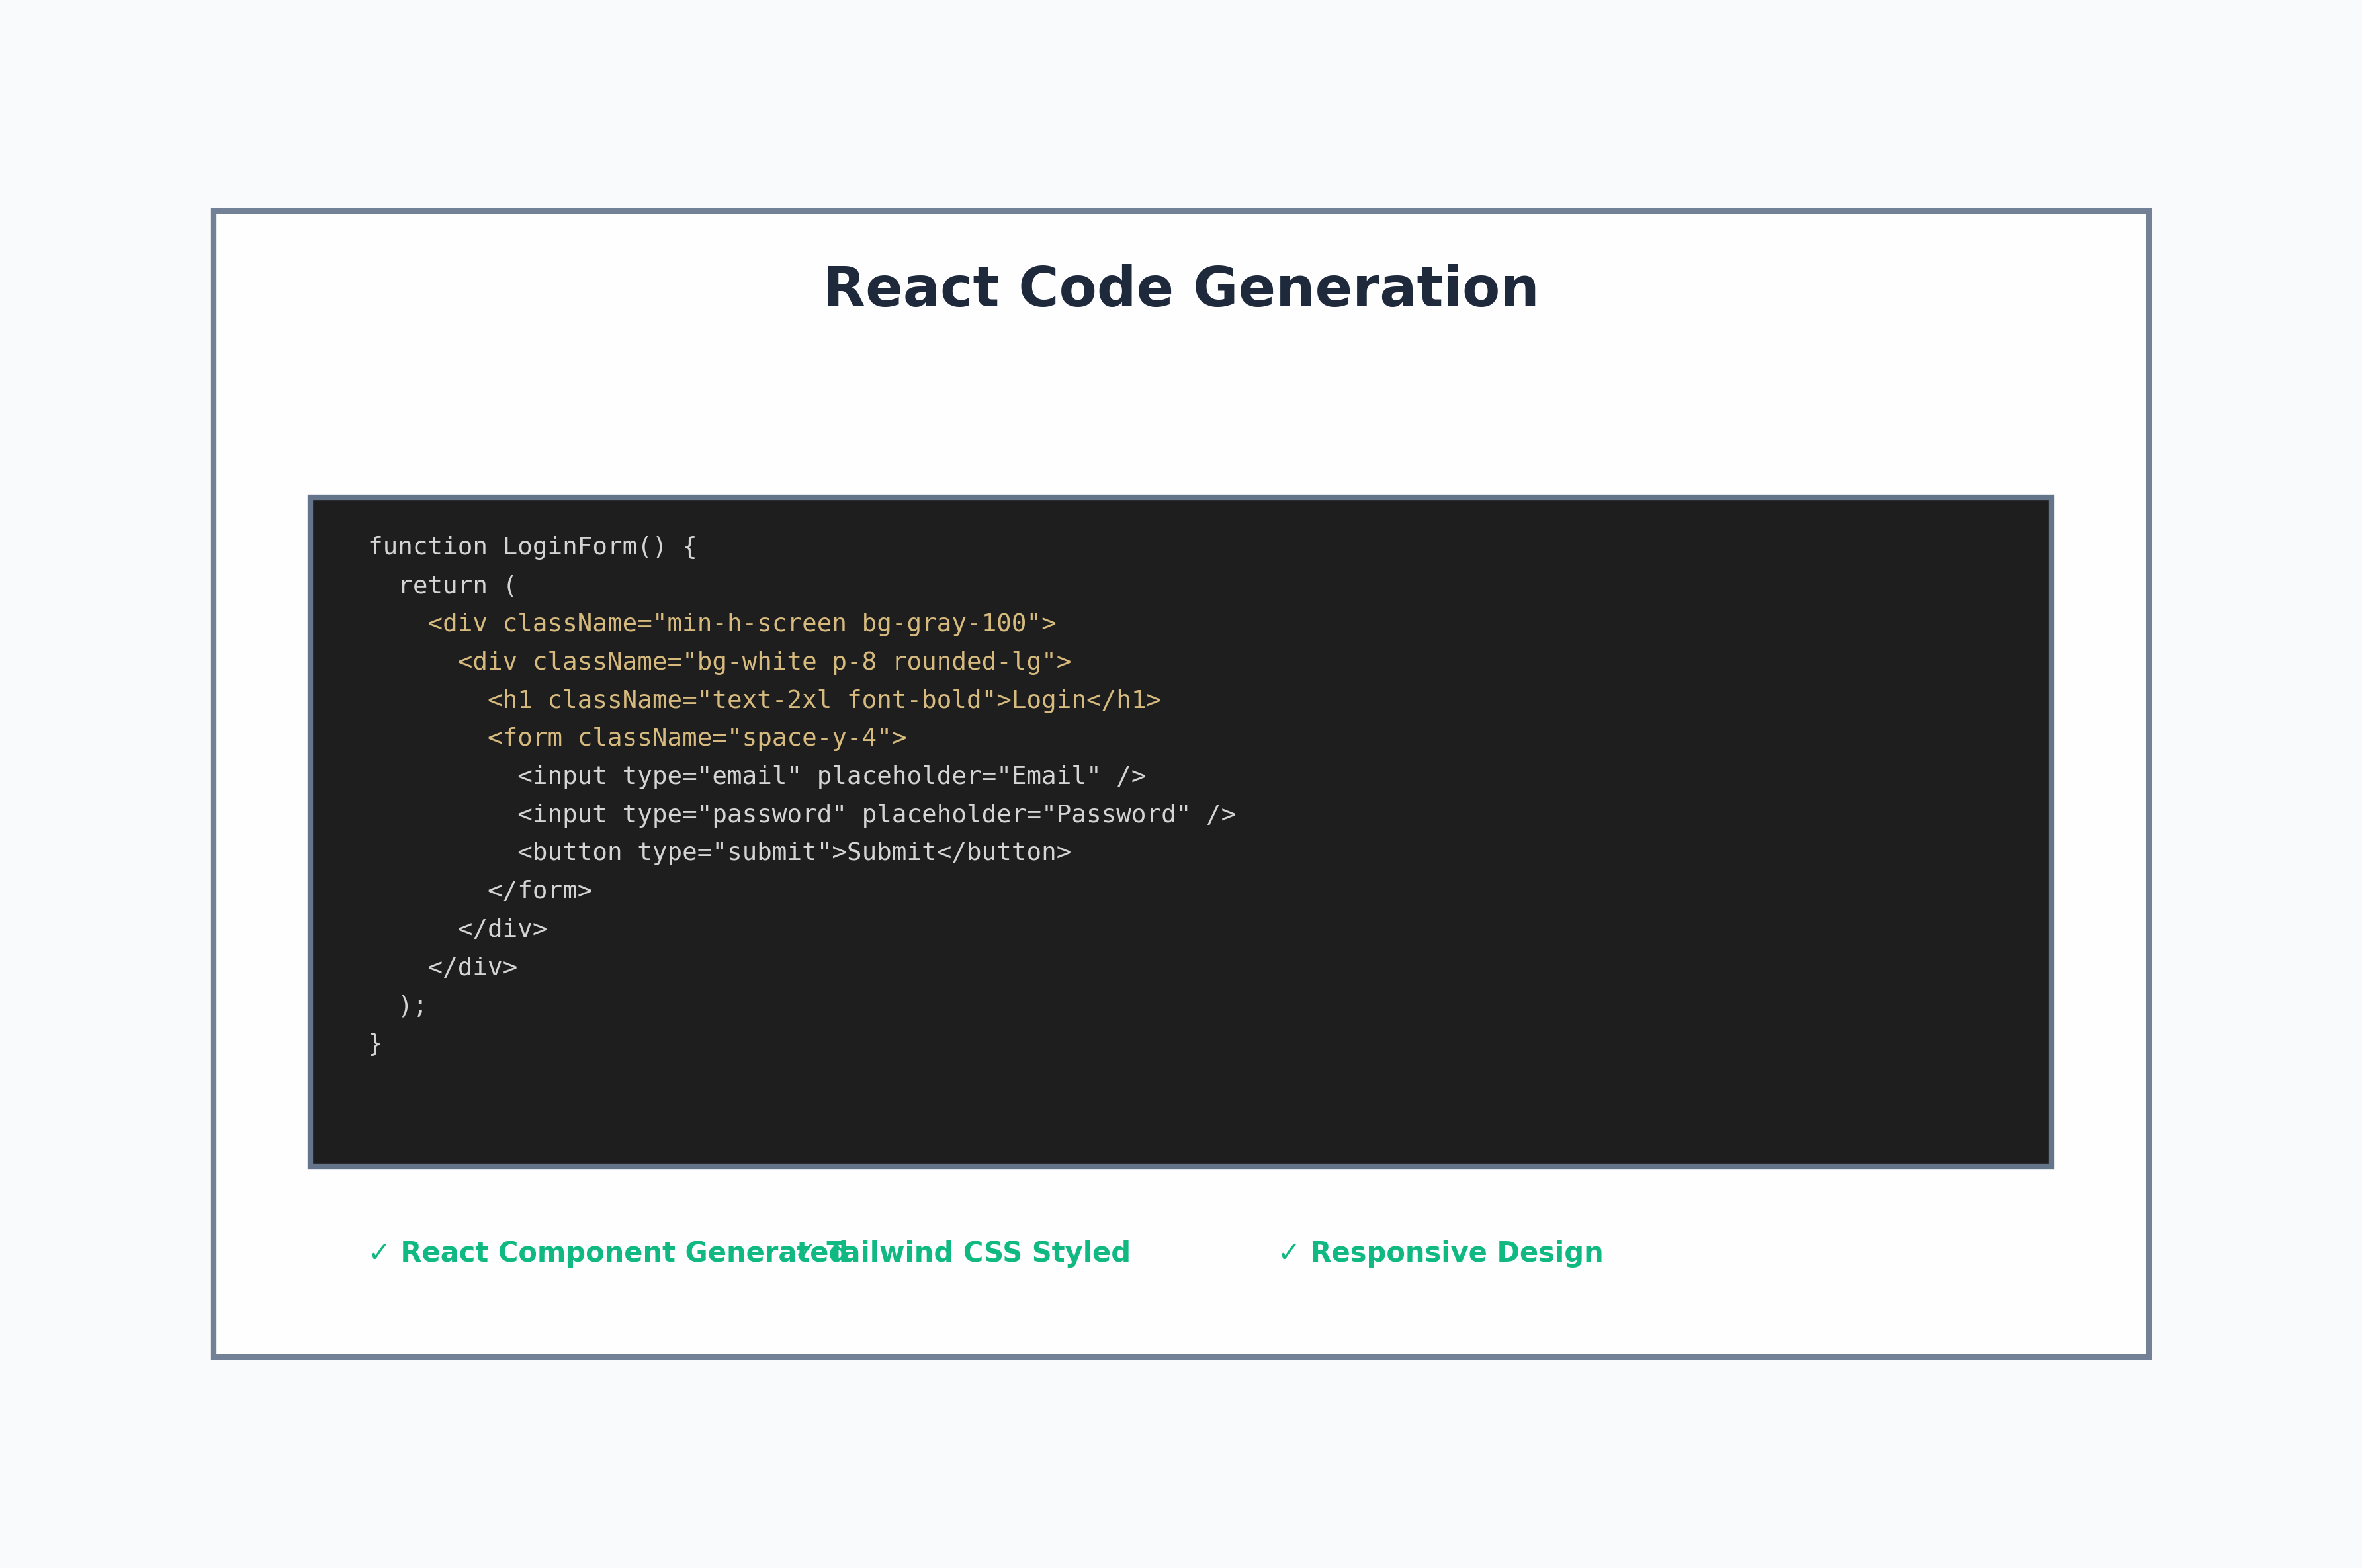 React Code Generation
function LoginForm() {
  return (
    <div className="min-h-screen bg-gray-100">
      <div className="bg-white p-8 rounded-lg">
        <h1 className="text-2xl font-bold">Login</h1>
        <form className="space-y-4">
          <input type="email" placeholder="Email" />
          <input type="password" placeholder="Password" />
          <button type="submit">Submit</button>
        </form>
      </div>
    </div>
  );
}
✓ React Component Generated ✓ Tailwind CSS Styled ✓ Responsive Design